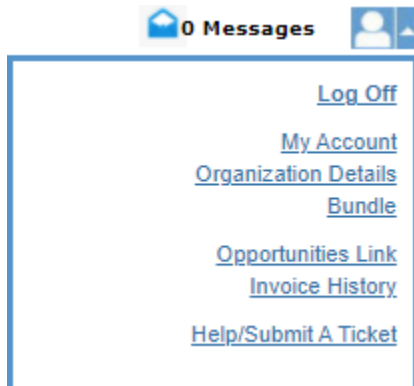 0 Messages
Log Off
My Account
Organization Details
Bundle
Opportunities Link
Invoice History
Help/Submit A Ticket